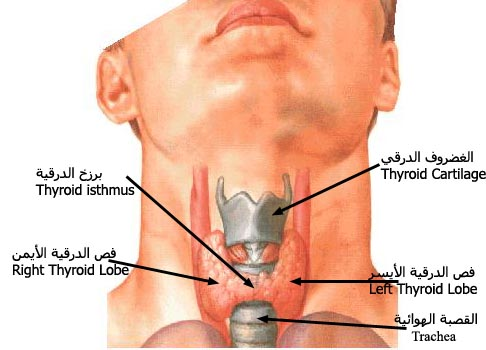 الغضروف الدرقي
Thyroid Cartilage
برزخ الدرقية
Thyroid isthmus
فص الدرقية الأيمن
Right Thyroid Lobe
فص الدرقية الأيسر
Left Thyroid Lobe
القصبة الهوائية
Trachea